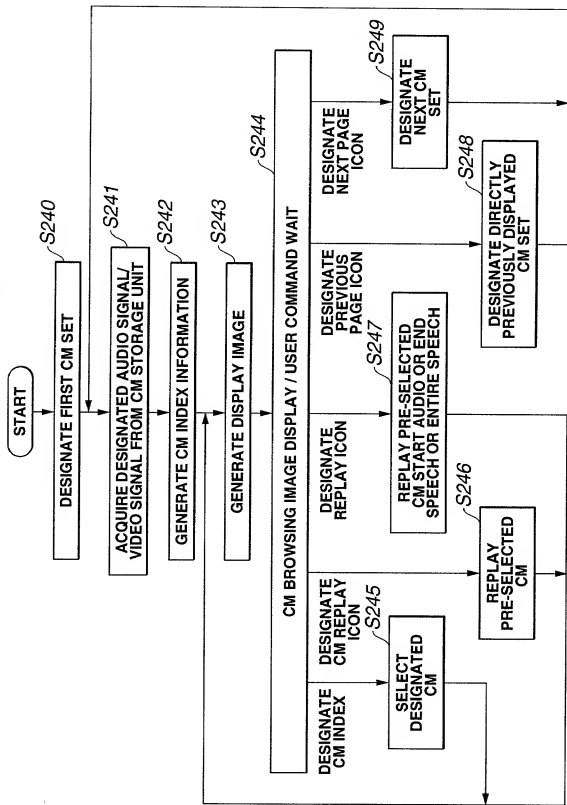 START
S240
DESIGNATE FIRST CM SET
S241
ACQUIRE DESIGNATED AUDIO SIGNAL/
VIDEO SIGNAL FROM CM STORAGE UNIT
S242
GENERATE CM INDEX INFORMATION
S243
GENERATE DISPLAY IMAGE
S244
CM BROWSING IMAGE DISPLAY / USER COMMAND WAIT
DESIGNATE
CM INDEX
S245
SELECT
DESIGNATED
CM
DESIGNATE
CM REPLAY
ICON
S246
REPLAY
PRE-SELECTED
CM
DESIGNATE
REPLAY ICON
S247
REPLAY PRE-SELECTED
CM START AUDIO OR END
SPEECH OR ENTIRE SPEECH
DESIGNATE
PREVIOUS
PAGE ICON
S248
DESIGNATE DIRECTLY
PREVIOUSLY DISPLAYED
CM SET
DESIGNATE
NEXT PAGE
ICON
S249
DESIGNATE
NEXT CM
SET